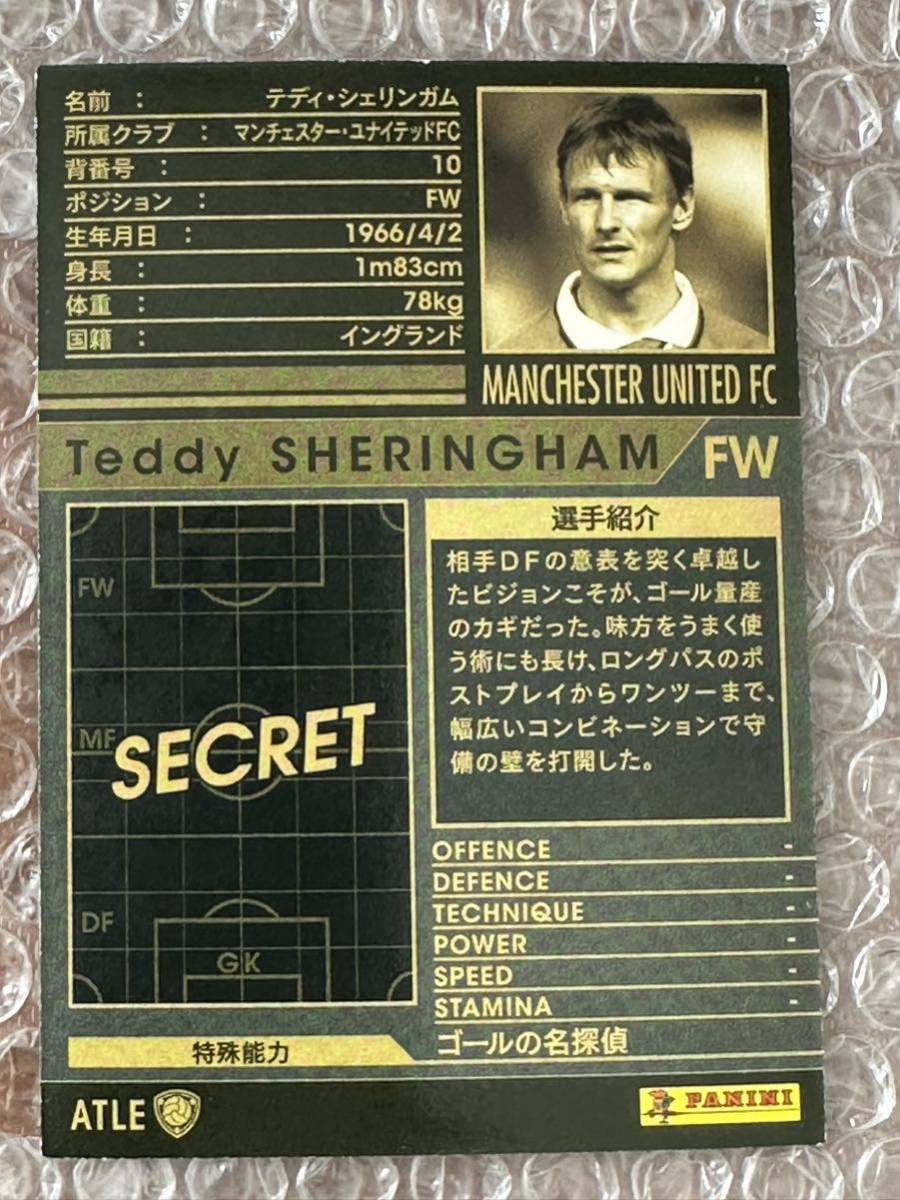 名前 : テディ・シェリンガム
所属クラブ : マンチェスター・ユナイテッドFC
背番号 : 10
ポジション : FW
生年月日 : 1966/4/2
身長 : 1m83cm
体重 : 78kg
国籍 : イングランド
MANCHESTER UNITED FC
Teddy SHERINGHAM FW
FW
MF
SECRET
DF
GK
選手紹介
相手DFの意表を突く卓越し
たビジョンこそが、ゴール量産
のカギだった。味方をうまく使
う術にも長け、ロングパスのポ
ストプレイからワンツーまで、
幅広いコンビネーションで守
備の壁を打開した。
OFFENCE -
DEFENCE -
TECHNIQUE -
POWER -
SPEED -
STAMINA -
特殊能力 ゴールの名探偵
ATLE PANINI